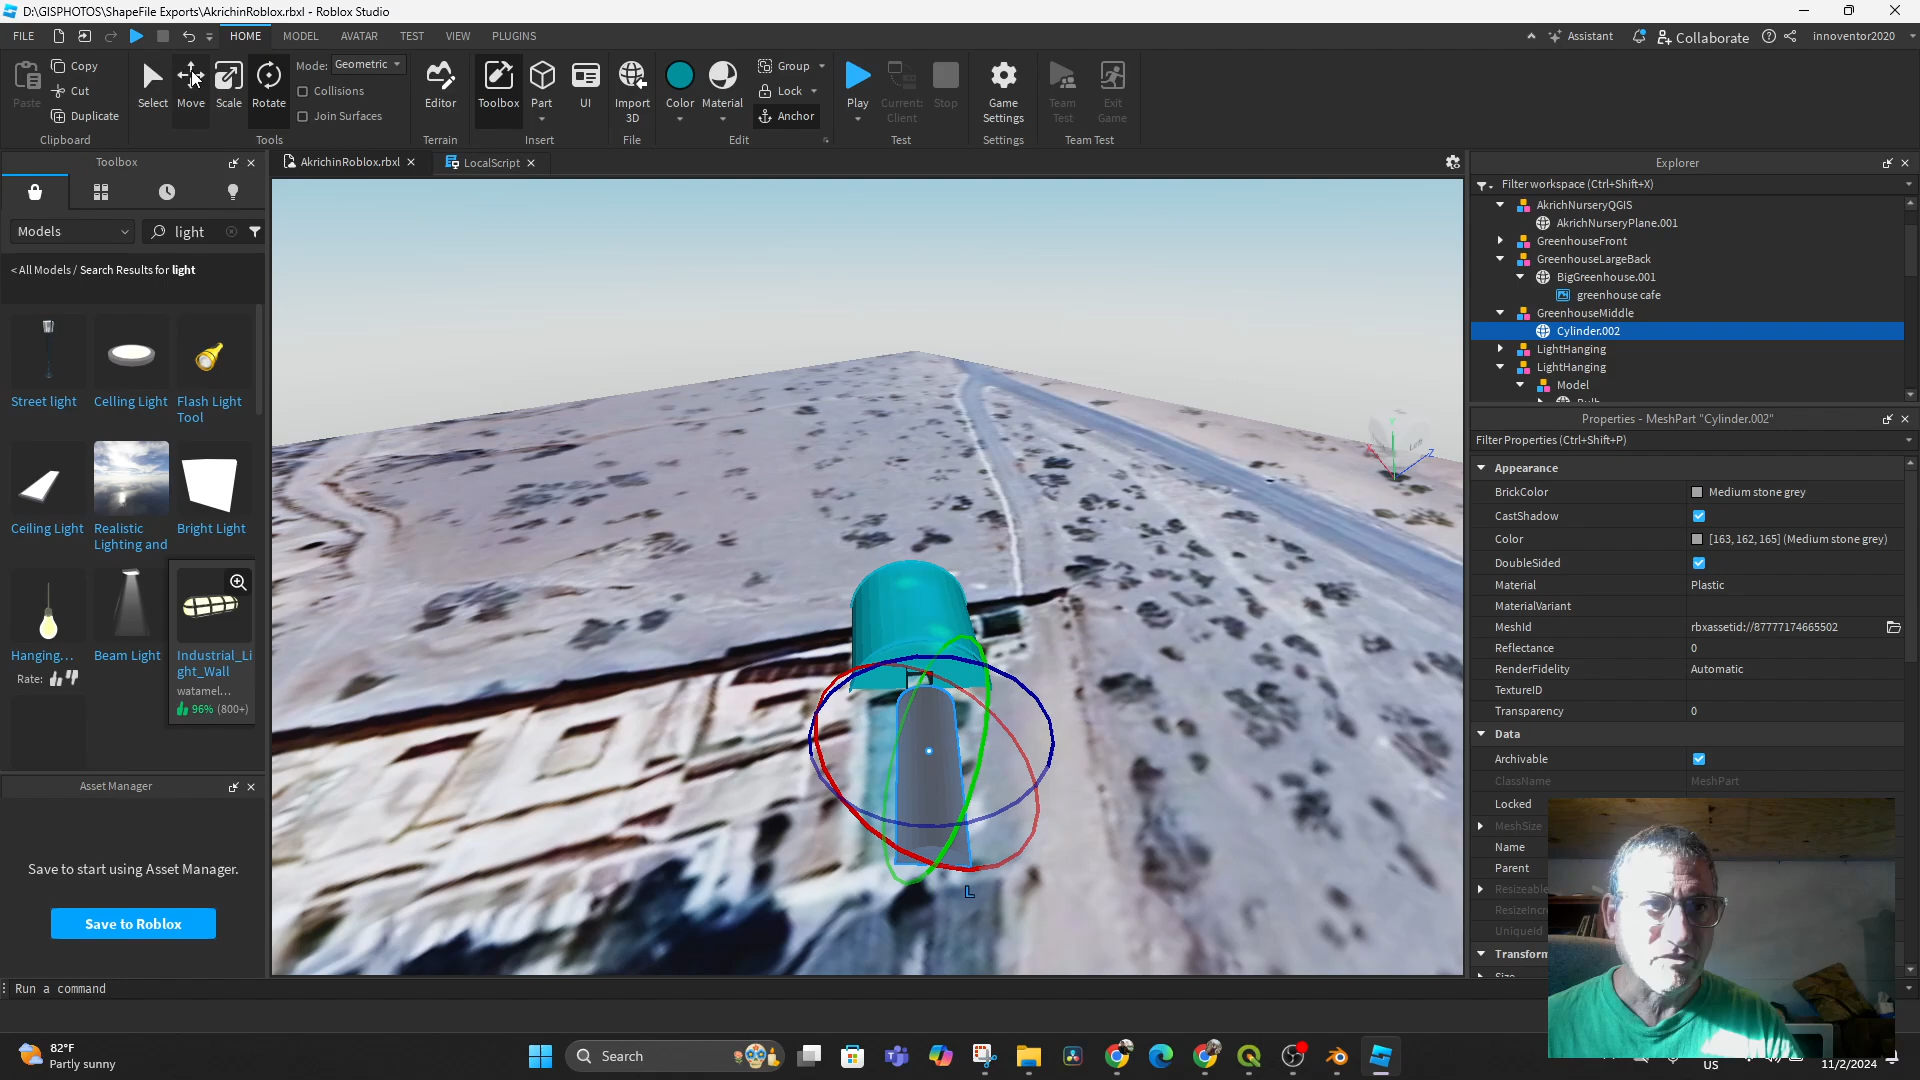 D:\GISPHOTOS\ShapeFile Exports\AkrichinRoblox.rbxl - Roblox Studio
FILE HOME MODEL AVATAR TEST VIEW PLUGINS Assistant Collaborate innoventor2020
Paste Copy Cut Duplicate
Select Move Scale Rotate
Mode: Geometric
Collisions
Join Surfaces
Editor Toolbox Part UI Import 3D Color Material
Group
Lock
Anchor
Play Current: Client Stop Game Settings Team Test Exit Game
Clipboard Tools Terrain Insert File Edit Test Settings Team Test
Toolbox
AkrichinRoblox.rbxl LocalScript
Models light
< All Models / Search Results for light
Street light Celling Light Flash Light Tool
Ceiling Light Realistic Lighting and Bright Light
Hanging... Beam Light Industrial_Light_Wall
Rate: watamel...
96% (800+)
Asset Manager
Save to start using Asset Manager.
Save to Roblox
L
X Y Z
Left
Explorer
Filter workspace (Ctrl+Shift+X)
AkrichNurseryQGIS
AkrichNurseryPlane.001
GreenhouseFront
GreenhouseLargeBack
BigGreenhouse.001
greenhouse cafe
GreenhouseMiddle
Cylinder.002
LightHanging
LightHanging
Model
Bulb
Properties - MeshPart "Cylinder.002"
Filter Properties (Ctrl+Shift+P)
Appearance
BrickColor Medium stone grey
CastShadow
Color [163, 162, 165] (Medium stone grey)
DoubleSided
Material Plastic
MaterialVariant
MeshId rbxassetid://87777174665502
Reflectance 0
RenderFidelity Automatic
TextureID
Transparency 0
Data
Archivable
ClassName MeshPart
Locked
MeshSize
Name
Parent
Resizeable
ResizeIncr
UniqueId
Transform
Size
Run a command
82°F
Partly sunny
Search
US
11/2/2024